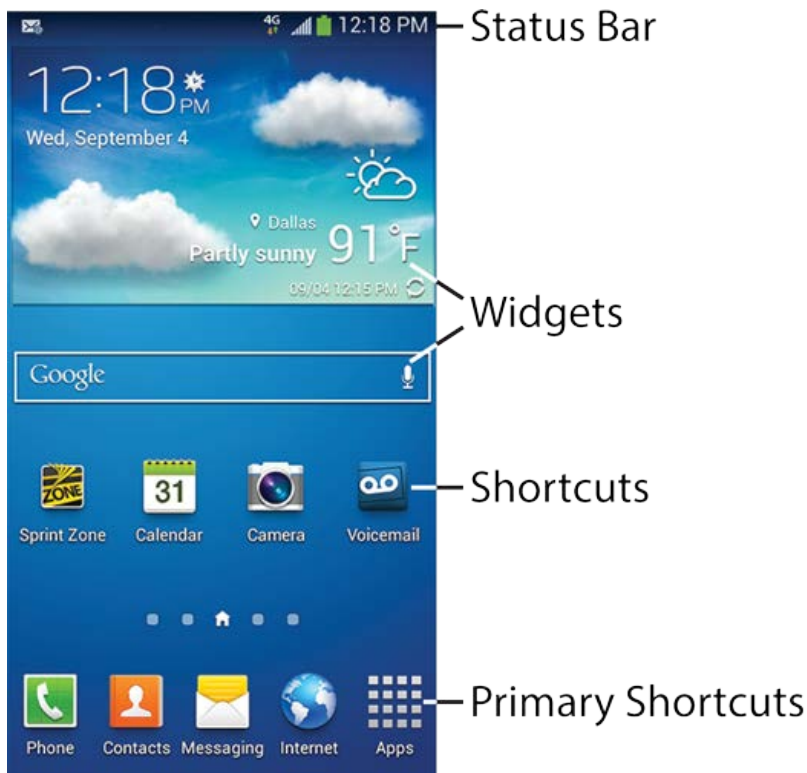 4G 12:18 PM
Status Bar
12:18 PM
Wed, September 4
Dallas
Partly sunny 91°F
09/04 12:15 PM
Widgets
Google
ZONE
31
Sprint Zone Calendar Camera Voicemail
Shortcuts
Primary Shortcuts
Phone Contacts Messaging Internet Apps